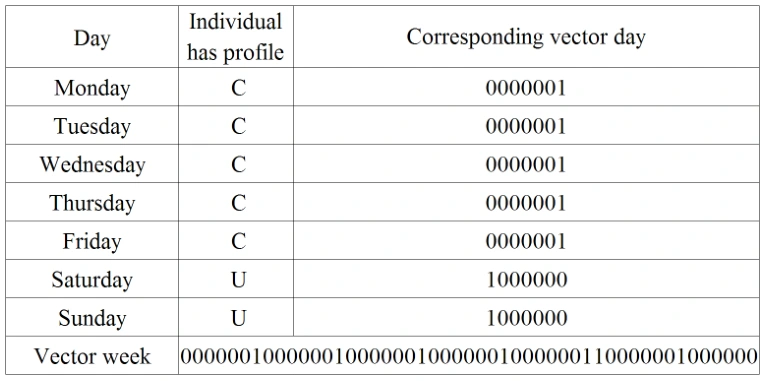 Day Individual has profile Corresponding vector day
Monday C 0000001
Tuesday C 0000001
Wednesday C 0000001
Thursday C 0000001
Friday C 0000001
Saturday U 1000000
Sunday U 1000000
Vector week 0000001000000100000010000001000000110000001000000